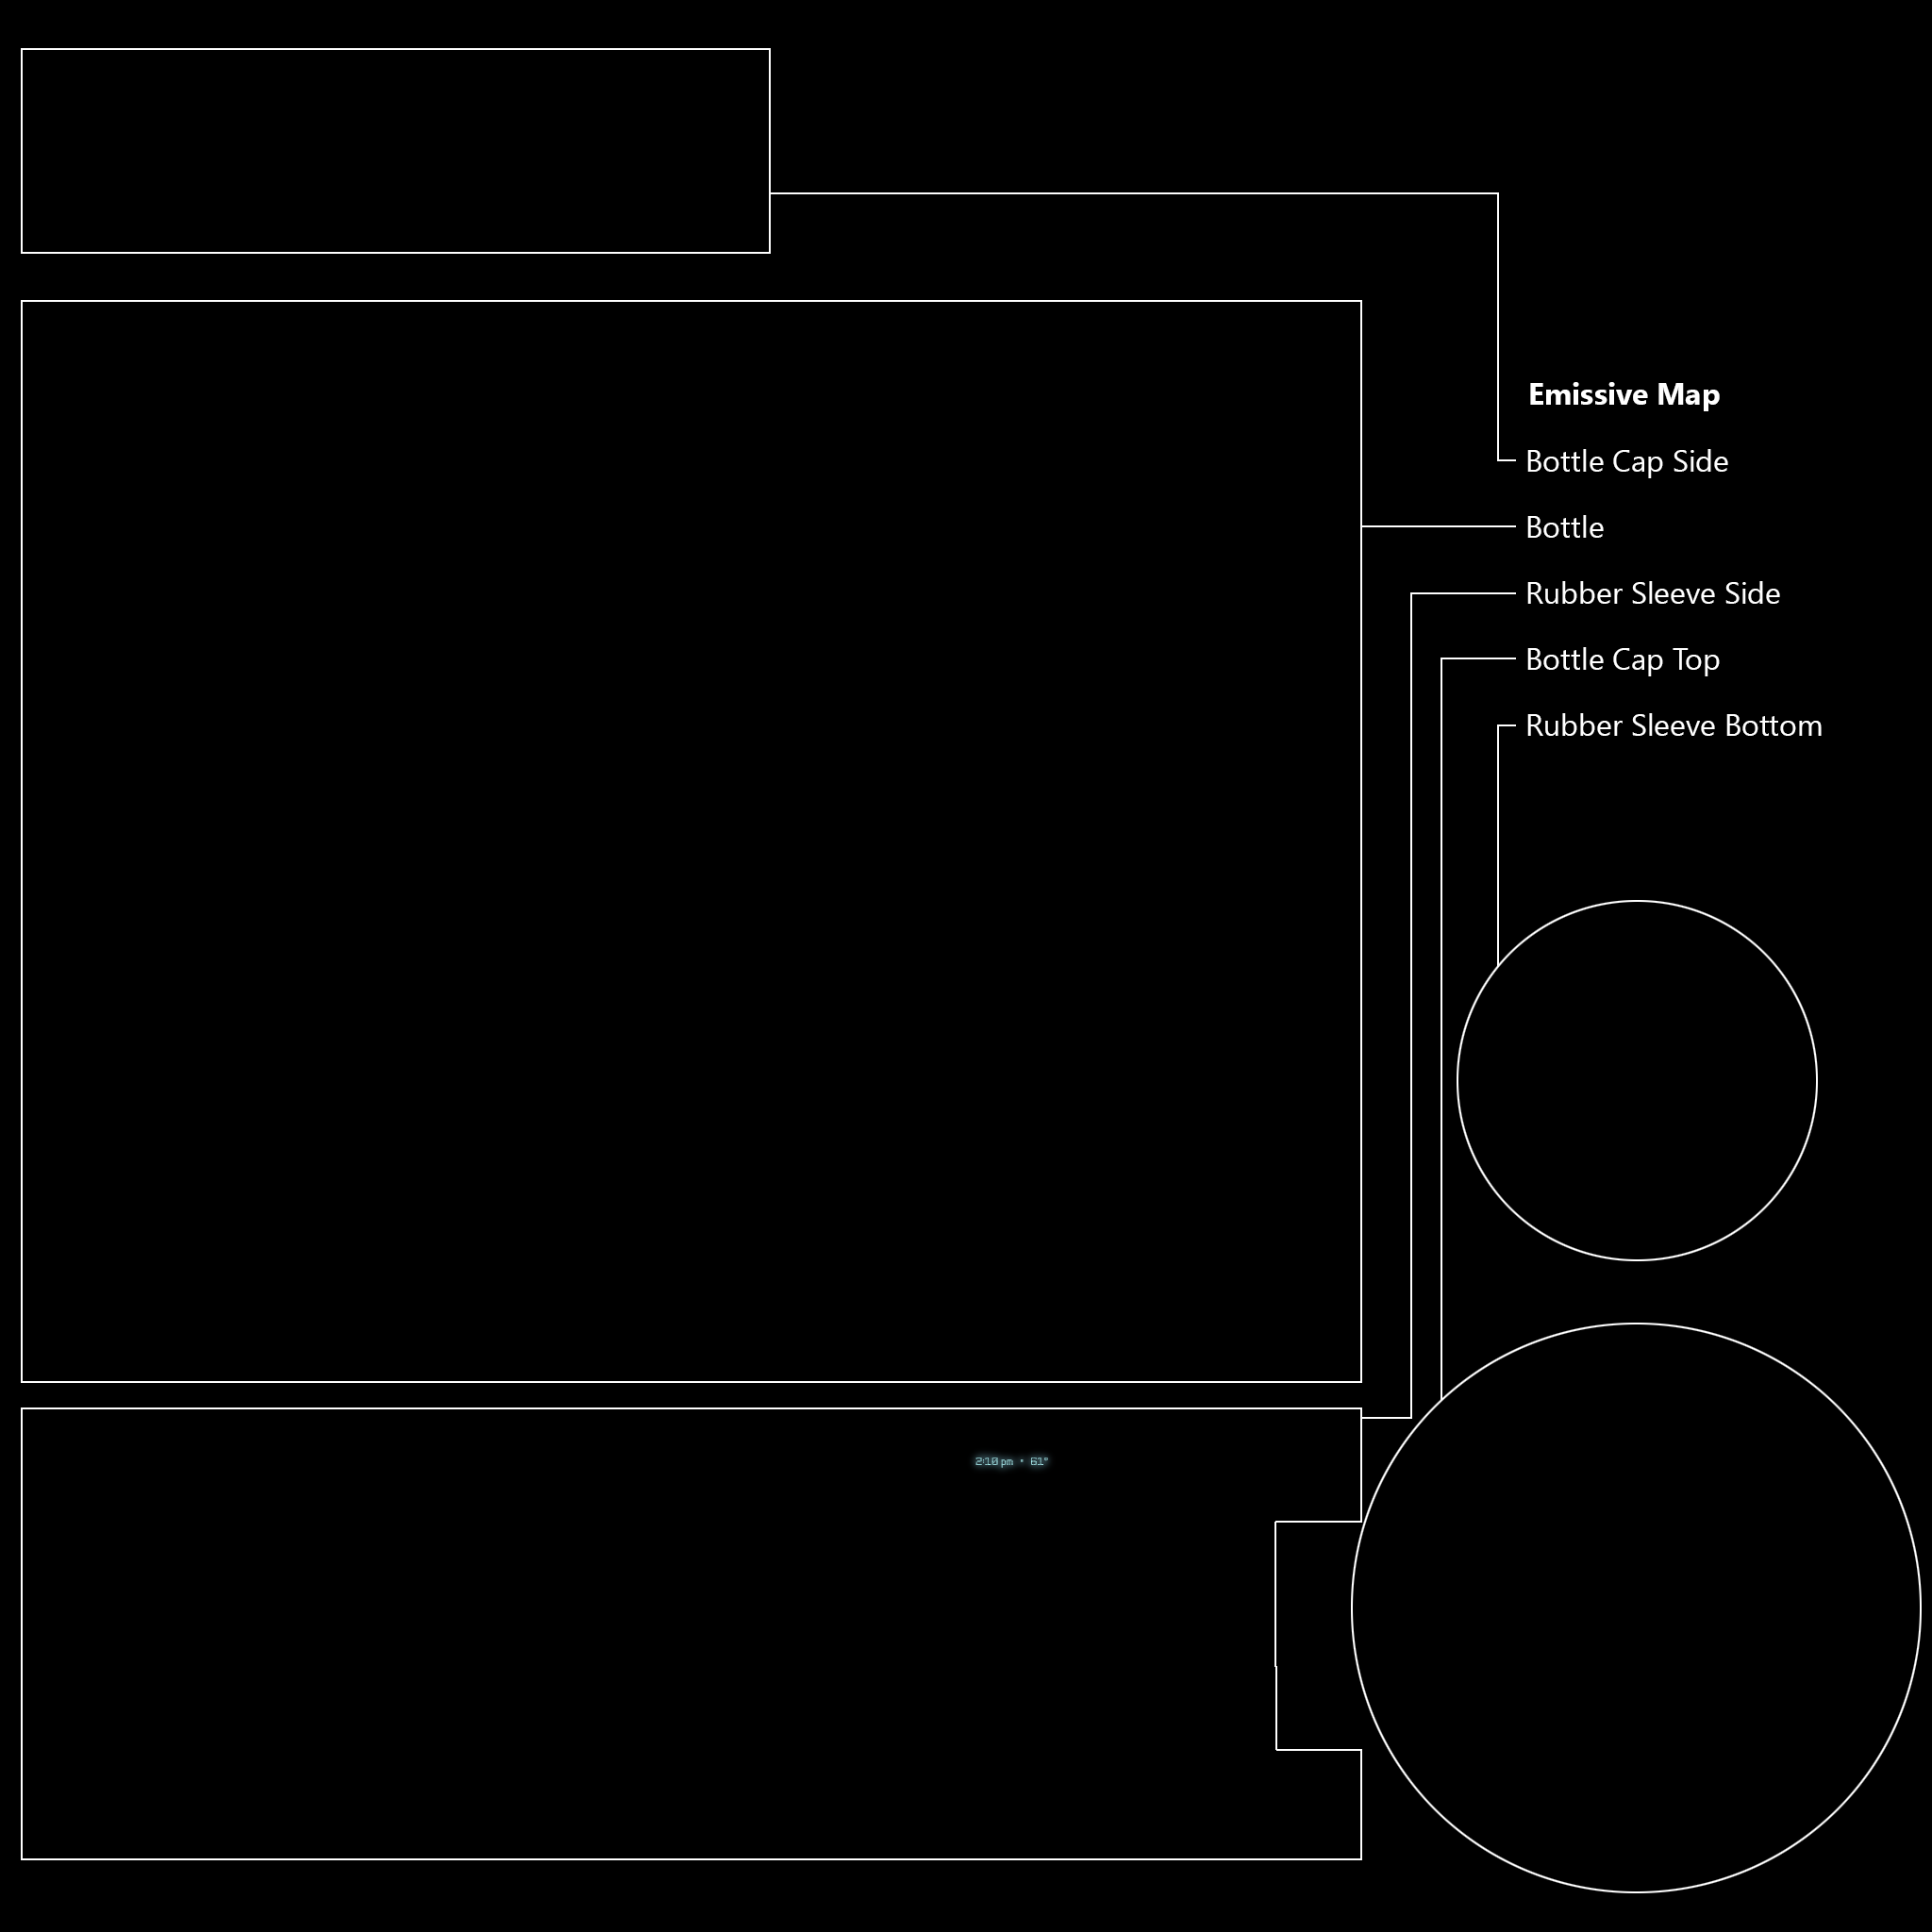 Emissive Map
Bottle Cap Side
Bottle
Rubber Sleeve Side
Bottle Cap Top
Rubber Sleeve Bottom
2:10 pm • 61°